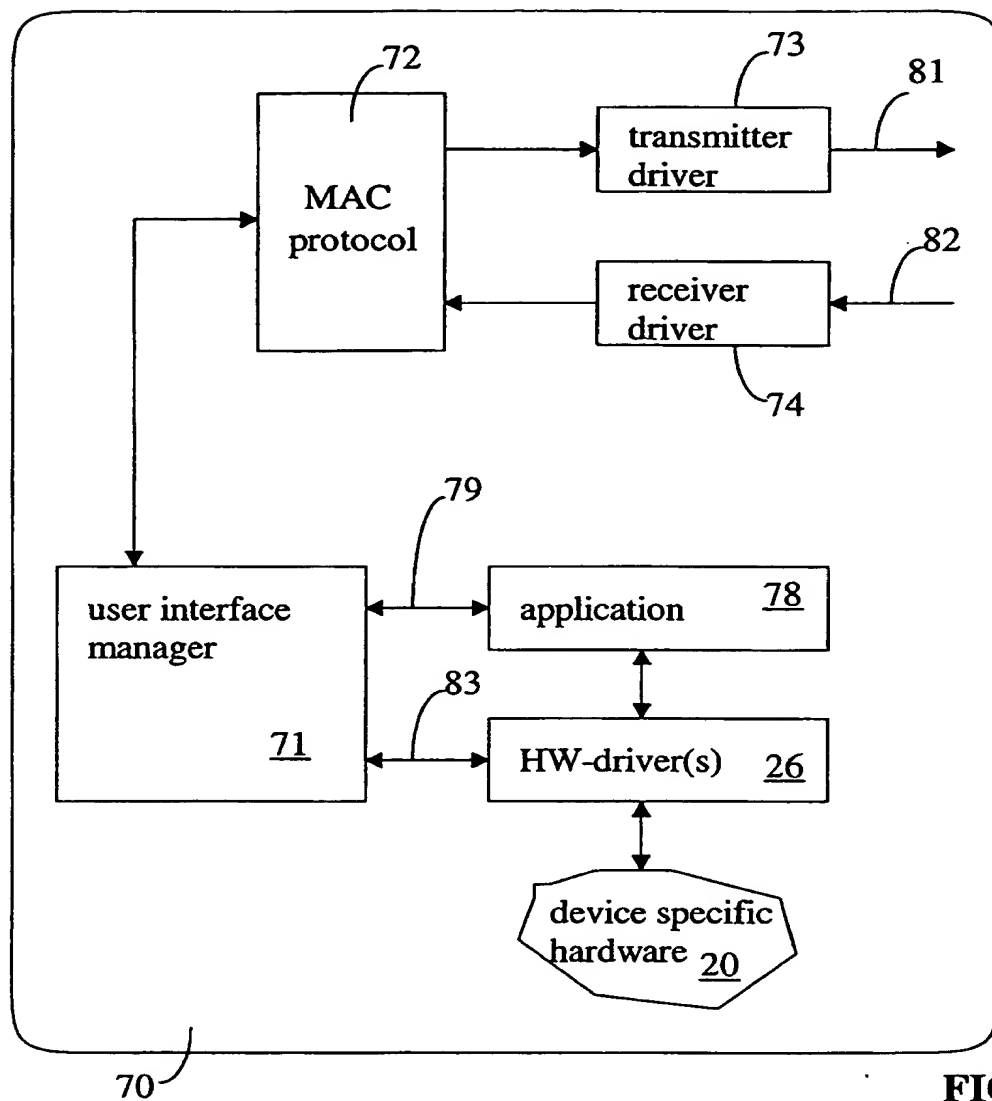 72
73
81
transmitter
driver
MAC
protocol
82
receiver
driver
74
79
user interface
manager
71
application 78
83
HW-driver(s) 26
device specific
hardware 20
70
FIG